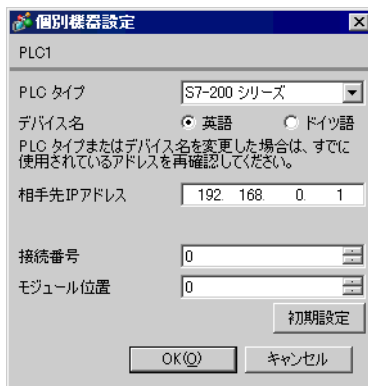 個別機器設定
PLC1
PLC タイプ S7-200 シリーズ
デバイス名 英語 ドイツ語
PLC タイプまたはデバイス名を変更した場合は、すでに
使用されているアドレスを再確認してください。
相手先IPアドレス 192. 168. 0. 1
接続番号 0
モジュール位置 0
初期設定
OK(O) キャンセル